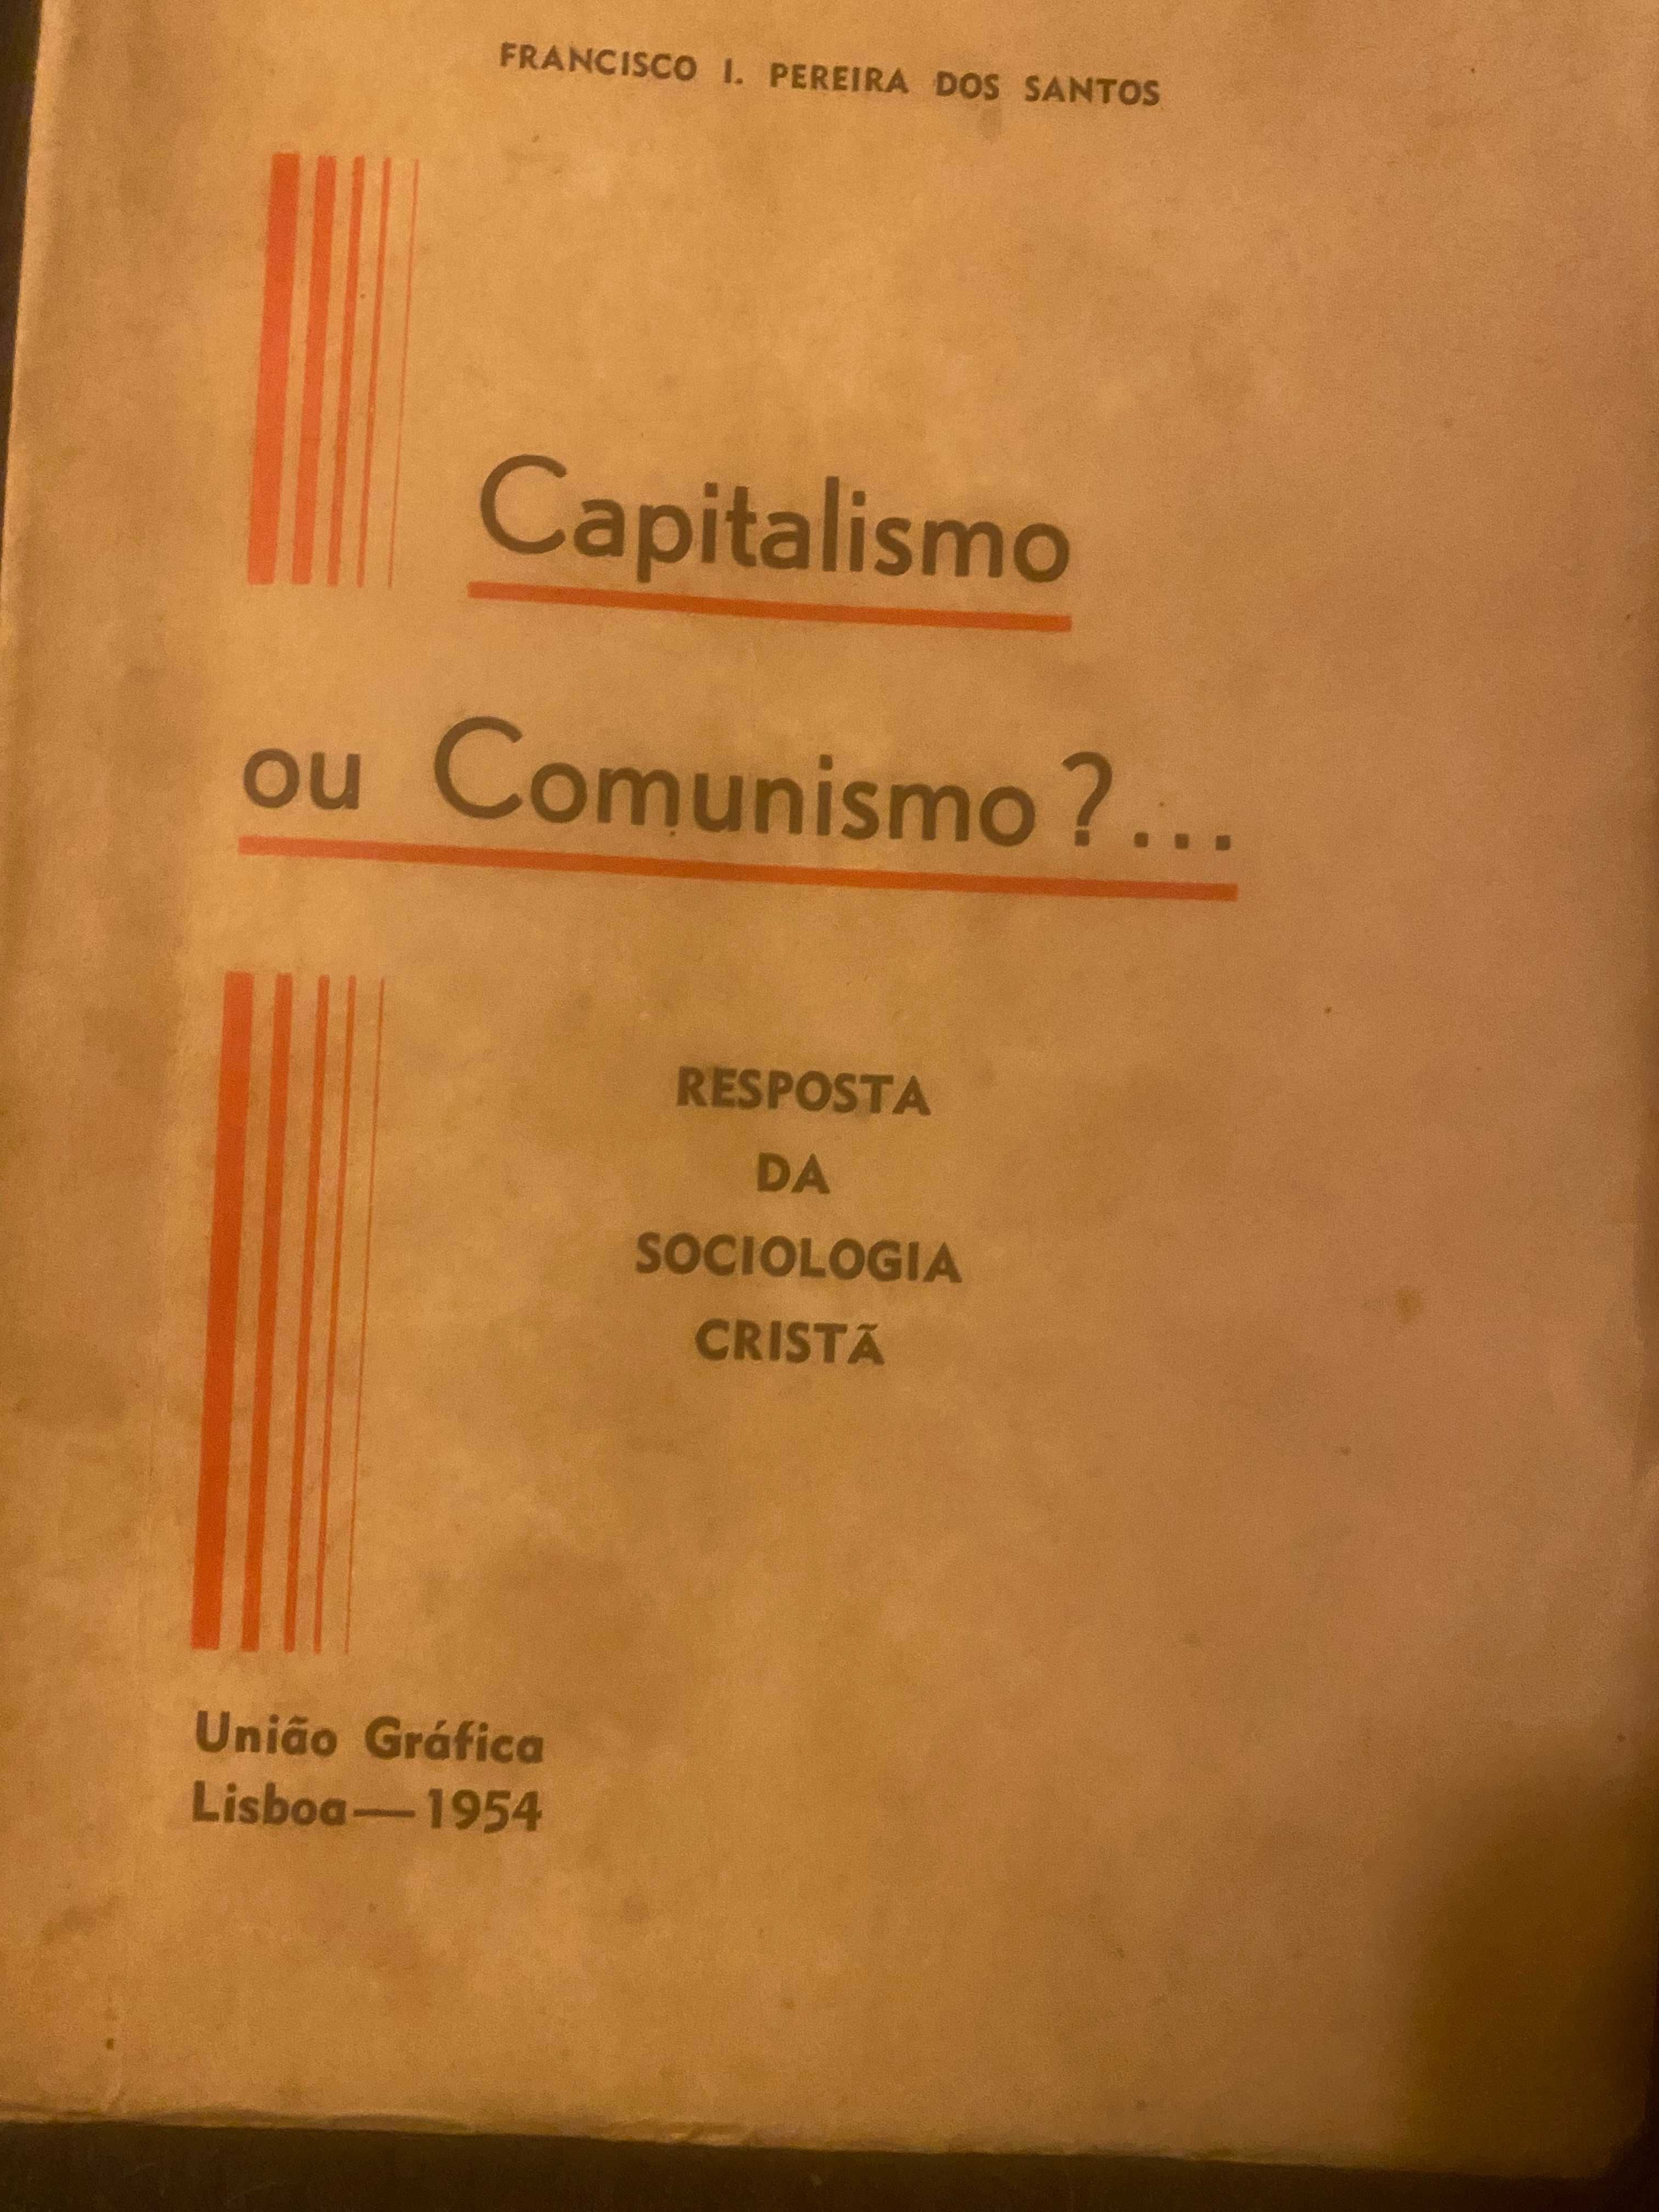 FRANCISCO I. PEREIRA DOS SANTOS
Capitalismo
ou Comunismo?...
RESPOSTA
DA
SOCIOLOGIA
CRISTÃ
União Gráfica
Lisboa—1954